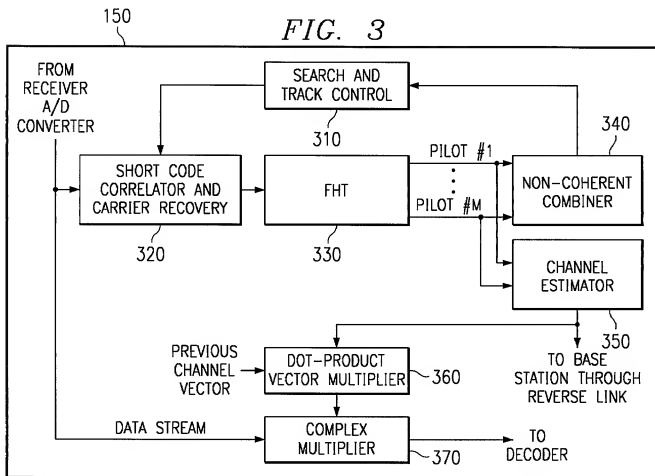 150
FIG. 3
FROM
RECEIVER
A/D
CONVERTER
SEARCH AND
TRACK CONTROL
310
340
SHORT CODE
CORRELATOR AND
CARRIER RECOVERY
320
FHT
330
PILOT #1
PILOT #M
NON-COHERENT
COMBINER
CHANNEL
ESTIMATOR
350
PREVIOUS
CHANNEL
VECTOR
DOT-PRODUCT
VECTOR MULTIPLIER
360
TO BASE
STATION THROUGH
REVERSE LINK
DATA STREAM
COMPLEX
MULTIPLIER
370
TO
DECODER